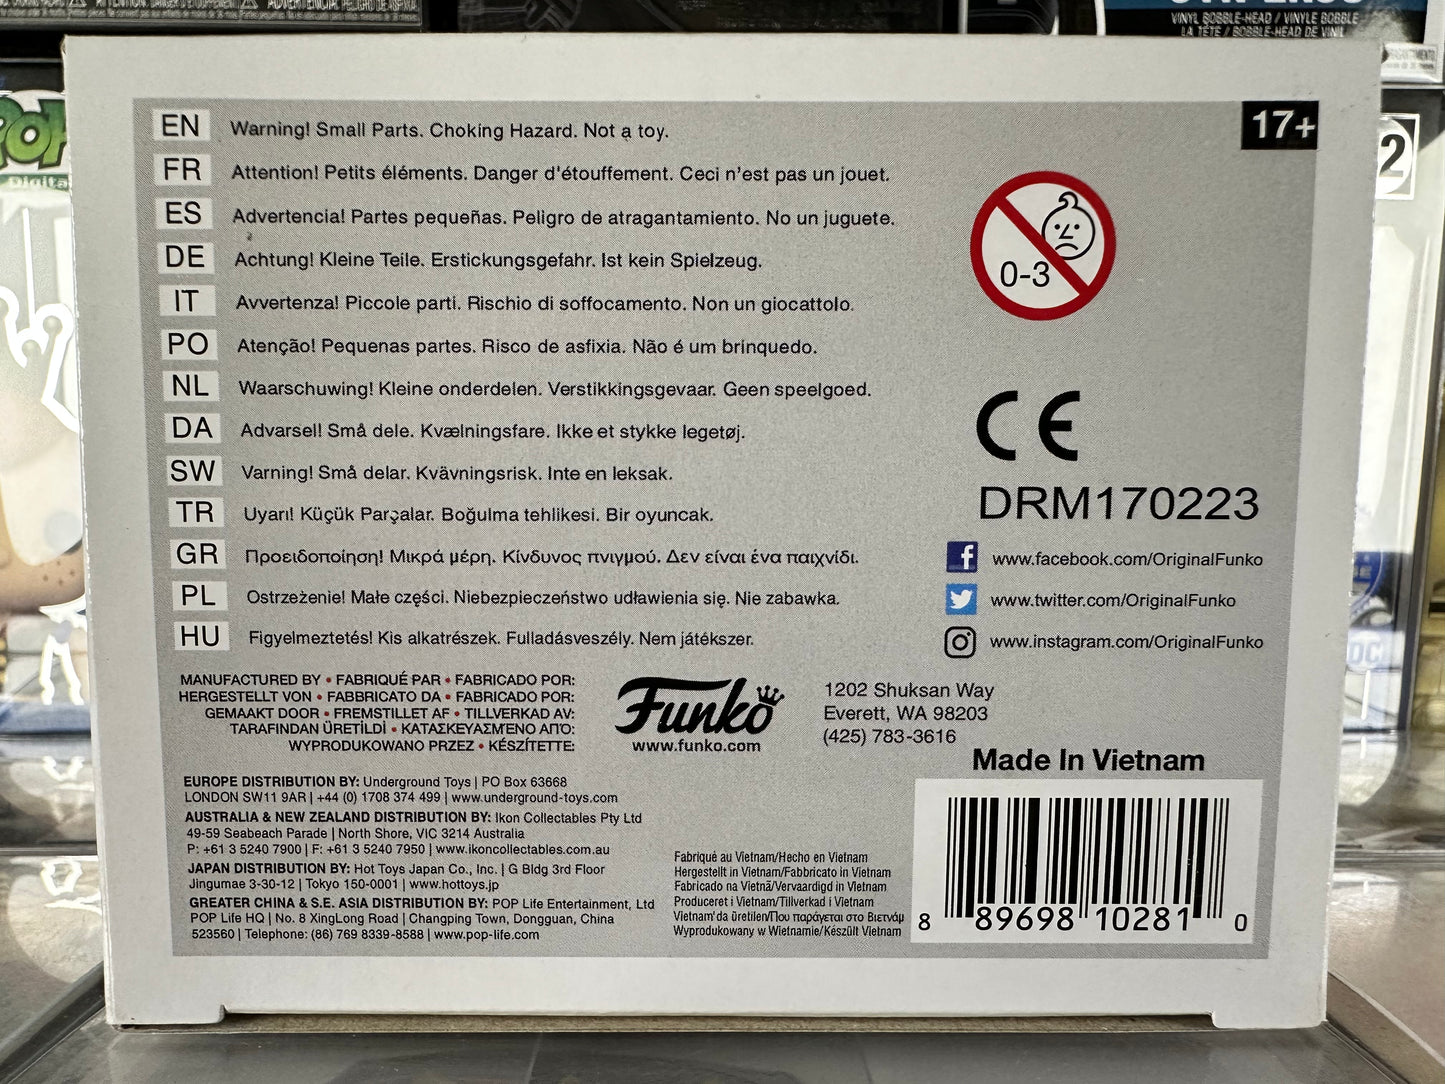 VINYL BOBBLE-HEAD / VINYLE BOBBLE
LA TÊTE / BOBBLE-HEAD DE VINIL
POP
Digita
2
DC
17+
EN Warning! Small Parts. Choking Hazard. Not a toy.
FR Attention! Petits éléments. Danger d'étouffement. Ceci n'est pas un jouet.
ES Advertencia! Partes pequeñas. Peligro de atragantamiento. No un juguete.
DE Achtung! Kleine Teile. Erstickungsgefahr. Ist kein Spielzeug.
IT Avvertenza! Piccole parti. Rischio di soffocamento. Non un giocattolo.
PO Atenção! Pequenas partes. Risco de asfixia. Não é um brinquedo.
NL Waarschuwing! Kleine onderdelen. Verstikkingsgevaar. Geen speelgoed.
DA Advarsel! Små dele. Kvælningsfare. Ikke et stykke legetøj.
SW Varning! Små delar. Kvävningsrisk. Inte en leksak.
TR Uyarı! Küçük Parçalar. Boğulma tehlikesi. Bir oyuncak.
GR Προειδοποίηση! Μικρά μέρη. Κίνδυνος πνιγμού. Δεν είναι ένα παιχνίδι.
PL Ostrzeżenie! Małe części. Niebezpieczeństwo udławienia się. Nie zabawka.
HU Figyelmeztetés! Kis alkatrészek. Fulladásveszély. Nem játékszer.
0-3
CE
DRM170223
www.facebook.com/OriginalFunko
www.twitter.com/OriginalFunko
www.instagram.com/OriginalFunko
MANUFACTURED BY • FABRIQUÉ PAR • FABRICADO POR:
HERGESTELLT VON • FABBRICATO DA • FABRICADO POR:
GEMAAKT DOOR • FREMSTILLET AF • TILLVERKAD AV:
TARAFINDAN ÜRETİLDİ • ΚΑΤΑΣΚΕΥΑΣΜΈΝΟ ΑΠΌ:
WYPRODUKOWANO PRZEZ • KÉSZÍTETTE:
Funko
www.funko.com
1202 Shuksan Way
Everett, WA 98203
(425) 783-3616
Made In Vietnam
EUROPE DISTRIBUTION BY: Underground Toys | PO Box 63668
LONDON SW11 9AR | +44 (0) 1708 374 499 | www.underground-toys.com
AUSTRALIA & NEW ZEALAND DISTRIBUTION BY: Ikon Collectables Pty Ltd
49-59 Seabeach Parade | North Shore, VIC 3214 Australia
P: +61 3 5240 7900 | F: +61 3 5240 7950 | www.ikoncollectables.com.au
JAPAN DISTRIBUTION BY: Hot Toys Japan Co., Inc. | G Bldg 3rd Floor
Jingumae 3-30-12 | Tokyo 150-0001 | www.hottoys.jp
GREATER CHINA & S.E. ASIA DISTRIBUTION BY: POP Life Entertainment, Ltd
POP Life HQ | No. 8 XingLong Road | Changping Town, Dongguan, China
523560 | Telephone: (86) 769 8339-8588 | www.pop-life.com
Fabriqué au Vietnam/Hecho en Vietnam
Hergestellt in Vietnam/Fabbricato in Vietnam
Fabricado na Vietnã/Vervaardigd in Vietnam
Produceret i Vietnam/Tillverkad i Vietnam
Vietnam'da üretilen/Που παράγεται στο Βιετνάμ
Wyprodukowany w Wietnamie/Készült Vietnam
8 89698 10281 0